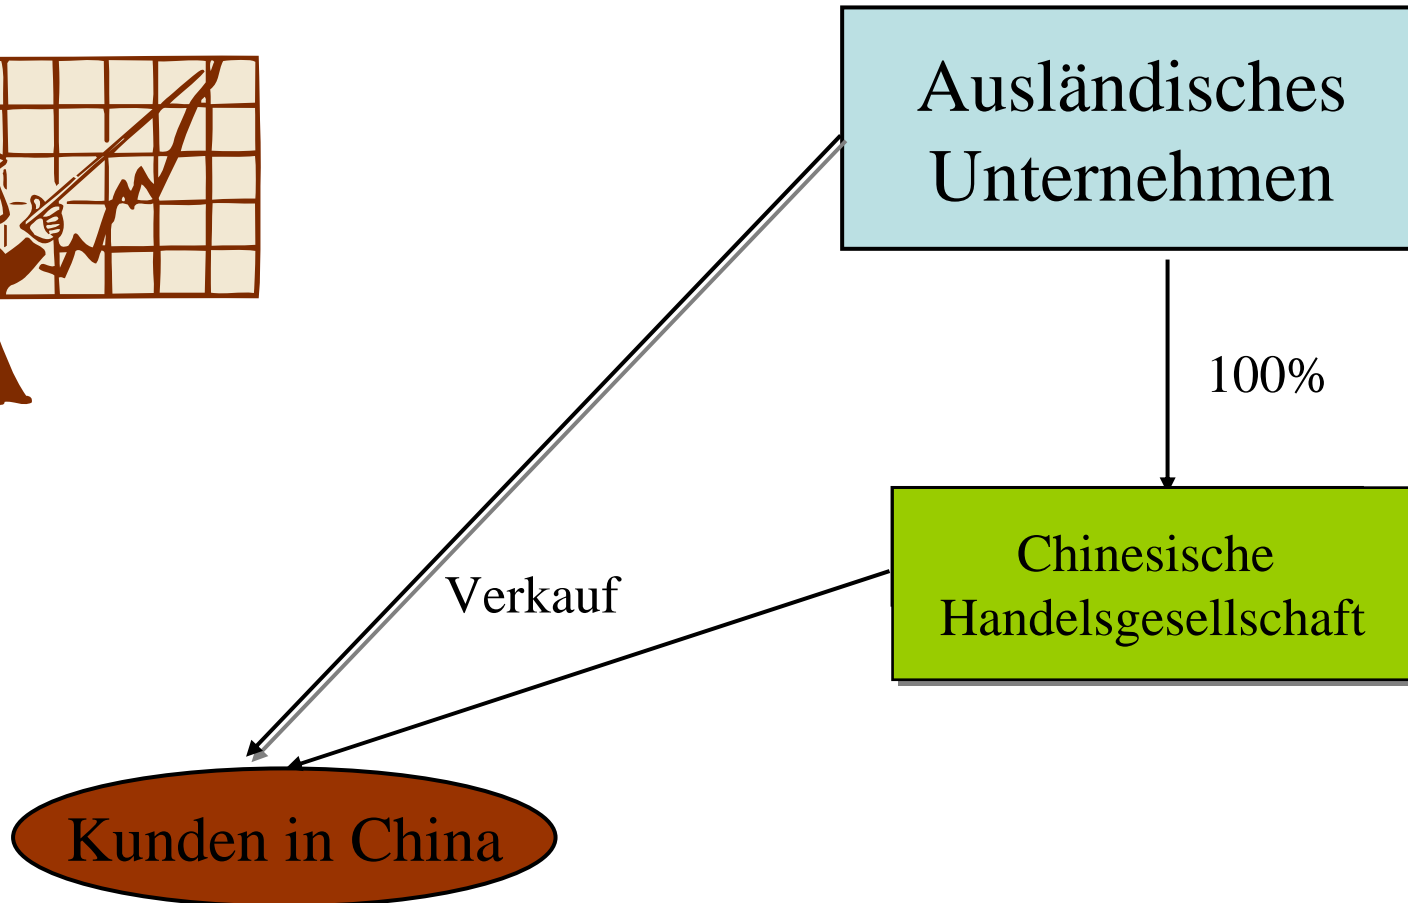 Ausländisches
Unternehmen
100%
Chinesische
Handelsgesellschaft
Verkauf
Kunden in China